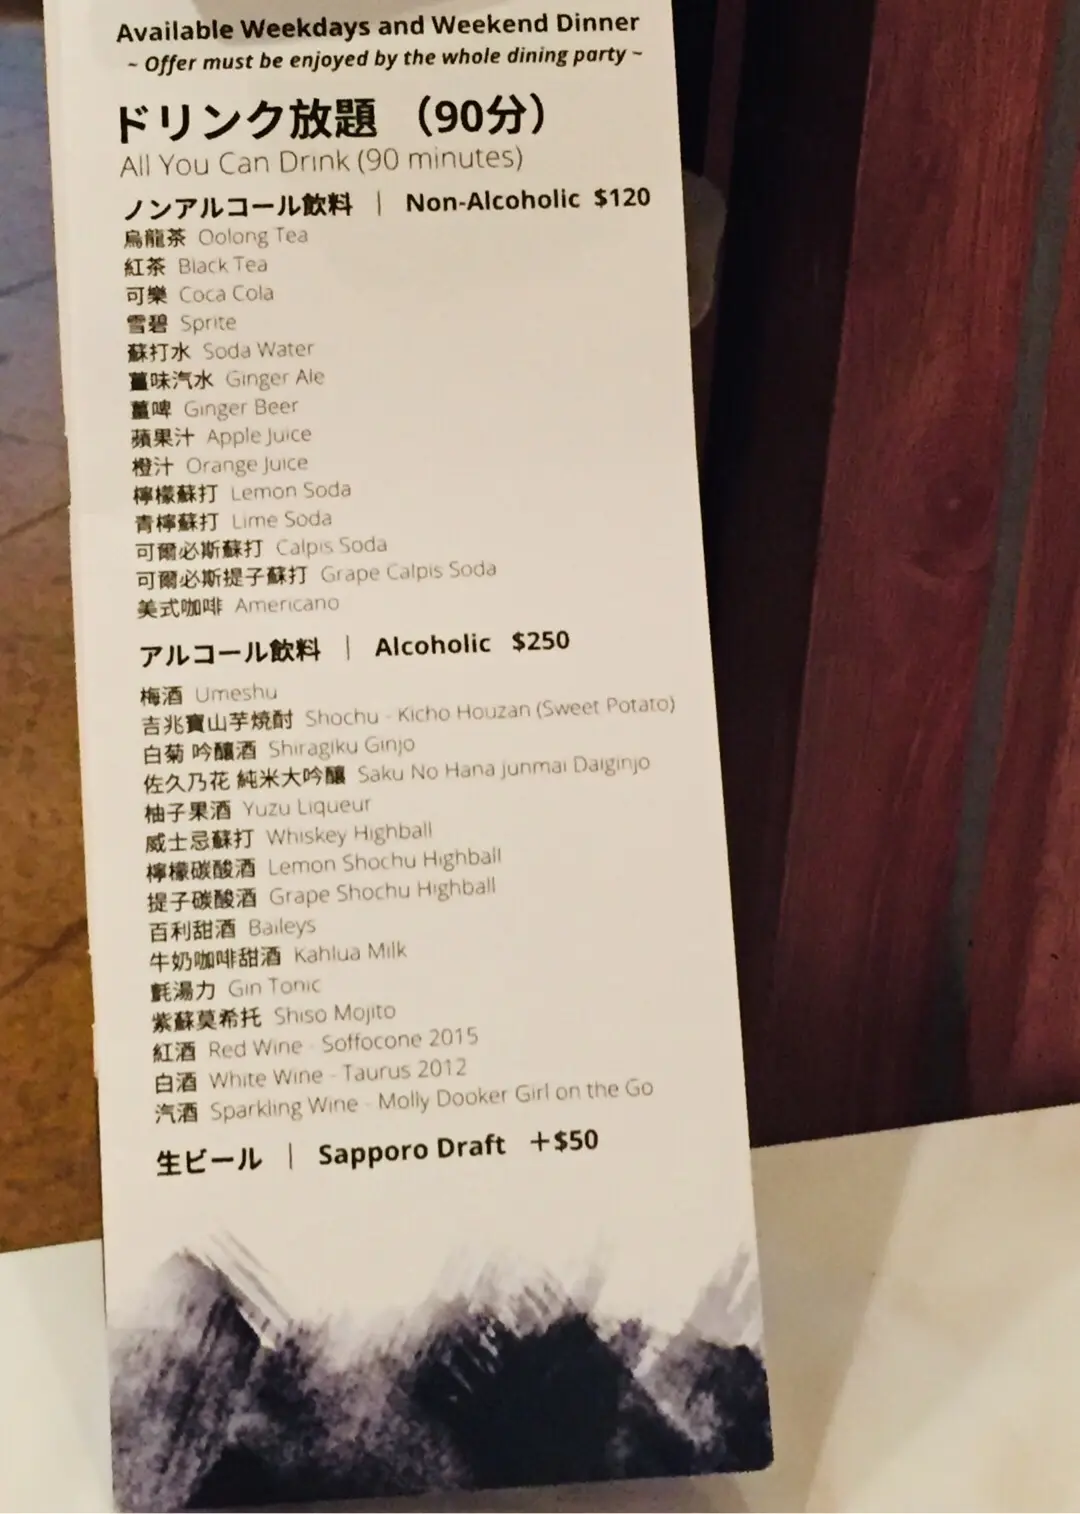 Available Weekdays and Weekend Dinner
~ Offer must be enjoyed by the whole dining party ~
ドリンク放題 （90分）
All You Can Drink (90 minutes)
ノンアルコール飲料 | Non-Alcoholic $120
烏龍茶 Oolong Tea
紅茶 Black Tea
可樂 Coca Cola
雪碧 Sprite
蘇打水 Soda Water
薑味汽水 Ginger Ale
薑啤 Ginger Beer
蘋果汁 Apple Juice
橙汁 Orange Juice
檸檬蘇打 Lemon Soda
青檸蘇打 Lime Soda
可爾必斯蘇打 Calpis Soda
可爾必斯提子蘇打 Grape Calpis Soda
美式咖啡 Americano
アルコール飲料 | Alcoholic $250
梅酒 Umeshu
吉兆寶山芋焼酎 Shochu - Kicho Houzan (Sweet Potato)
白菊 吟釀酒 Shiragiku Ginjo
佐久乃花 純米大吟釀 Saku No Hana Junmai Daiginjo
柚子果酒 Yuzu Liqueur
威士忌蘇打 Whiskey Highball
檸檬碳酸酒 Lemon Shochu Highball
提子碳酸酒 Grape Shochu Highball
百利甜酒 Baileys
牛奶咖啡甜酒 Kahlua Milk
氈湯力 Gin Tonic
紫蘇莫希托 Shiso Mojito
紅酒 Red Wine - Soffocone 2015
白酒 White Wine - Taurus 2012
汽酒 Sparkling Wine - Molly Dooker Girl on the Go
生ビール | Sapporo Draft +$50